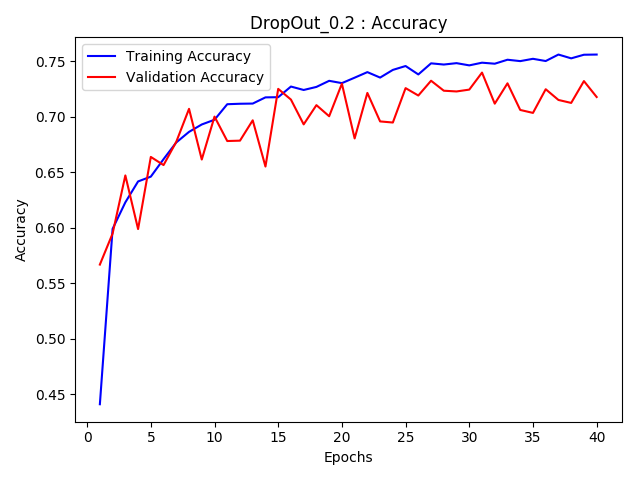 DropOut_0.2 : Accuracy
Training Accuracy
Validation Accuracy
0.75
0.70
0.65
0.60
0.55
0.50
0.45
Accuracy
0 5 10 15 20 25 30 35 40
Epochs